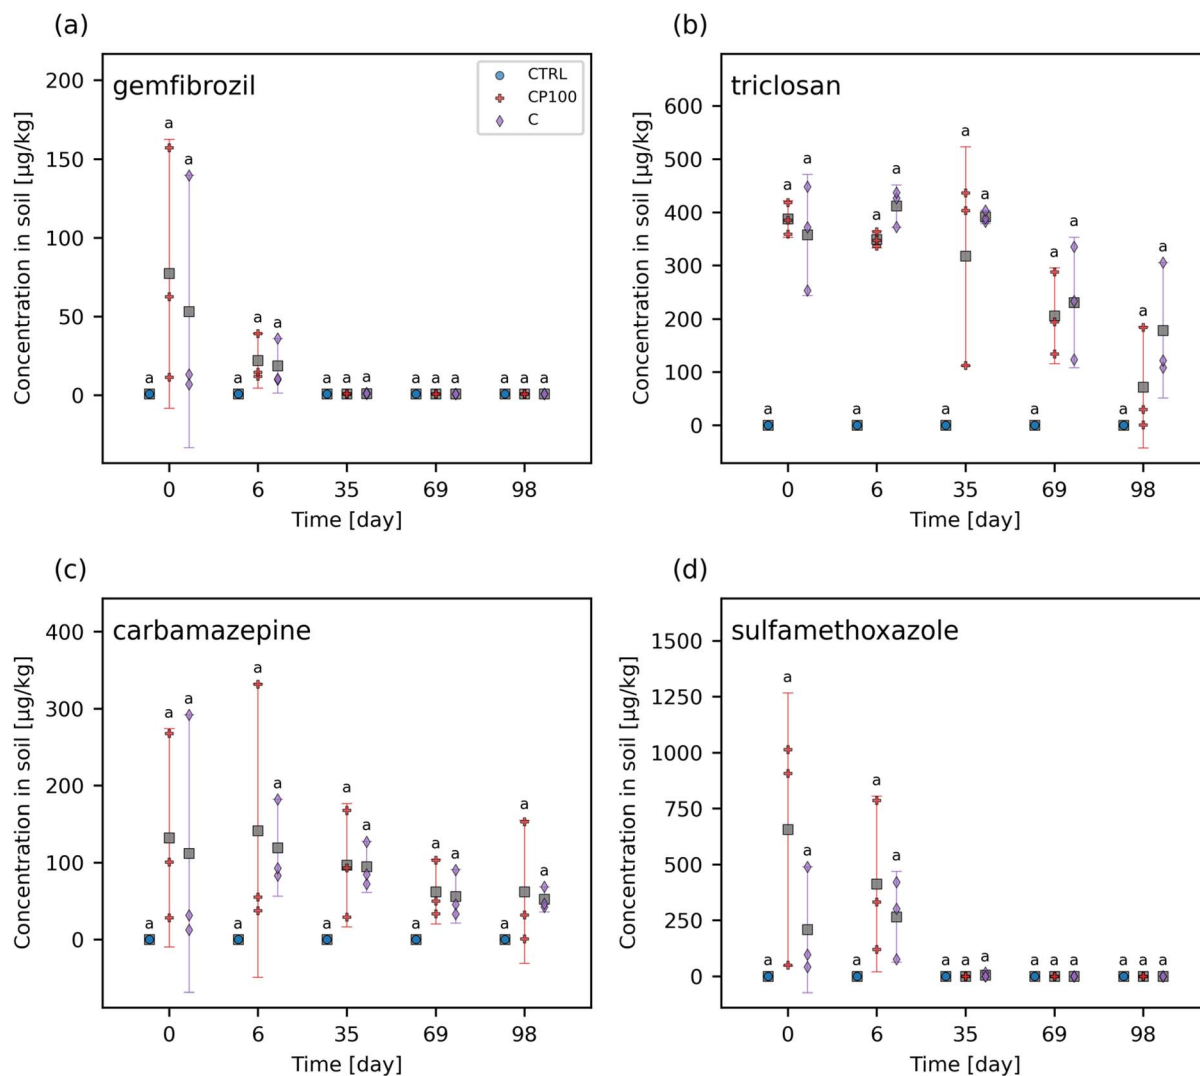 (a)
gemfibrozil
CTRL
CP100
C
200
150
100
50
0
Concentration in soil [µg/kg]
a a a a a a a a a a a a a a a
0 6 35 69 98
Time [day]
(b)
triclosan
600
500
400
300
200
100
0
Concentration in soil [µg/kg]
a a a a a a a a a a a a a a a
0 6 35 69 98
Time [day]
(c)
carbamazepine
400
300
200
100
0
Concentration in soil [µg/kg]
a a a a a a a a a a a a a a a
0 6 35 69 98
Time [day]
(d)
sulfamethoxazole
1500
1250
1000
750
500
250
0
Concentration in soil [µg/kg]
a a a a a a a a a a a a a a a
0 6 35 69 98
Time [day]